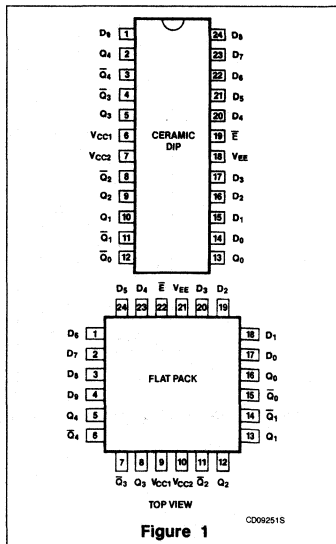 D₉ 1 24 D₈
Q₄ 2 23 D₇
Q̅₄ 3 22 D₆
Q̅₃ 4 21 D₅
Q₃ 5 20 D₄
VCC1 6 CERAMIC DIP 19 E̅
VCC2 7 18 VEE
Q̅₂ 8 17 D₃
Q₂ 9 16 D₂
Q₁ 10 15 D₁
Q̅₁ 11 14 D₀
Q̅₀ 12 13 Q₀
D₅ D₄ E̅ VEE D₃ D₂
24 23 22 21 20 19
D₆ 1 18 D₁
D₇ 2 17 D₀
D₈ 3 FLAT PACK 16 Q₀
D₉ 4 15 Q̅₀
Q₄ 5 14 Q̅₁
Q̅₄ 6 13 Q₁
7 8 9 10 11 12
Q̅₃ Q₃ VCC1 VCC2 Q̅₂ Q₂
TOP VIEW
CD09251S
Figure 1